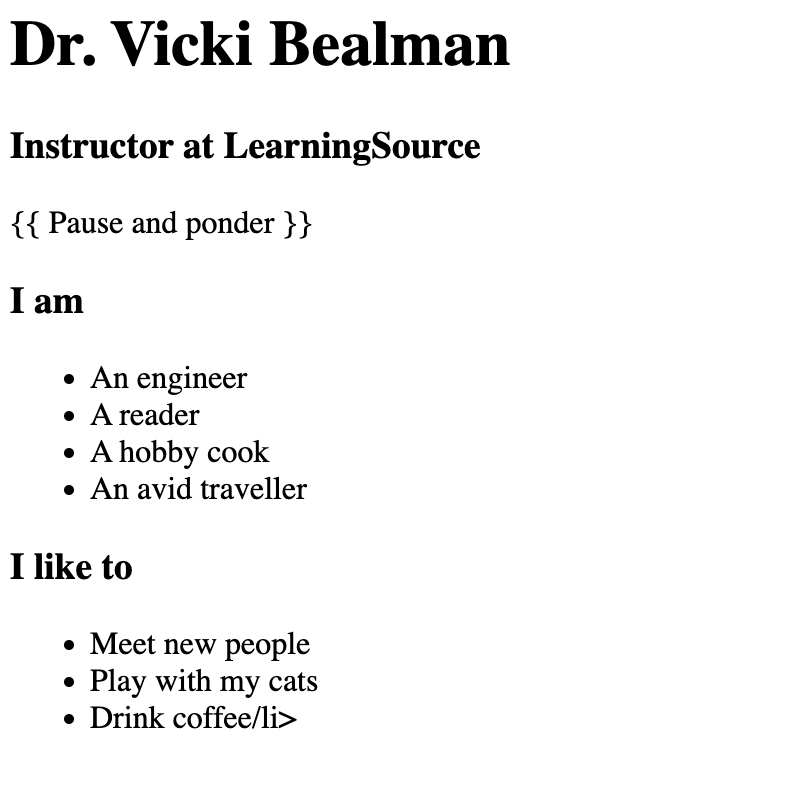 Dr. Vicki Bealman
Instructor at LearningSource
{{ Pause and ponder }}
I am
• An engineer
• A reader
• A hobby cook
• An avid traveller
I like to
• Meet new people
• Play with my cats
• Drink coffee/li>